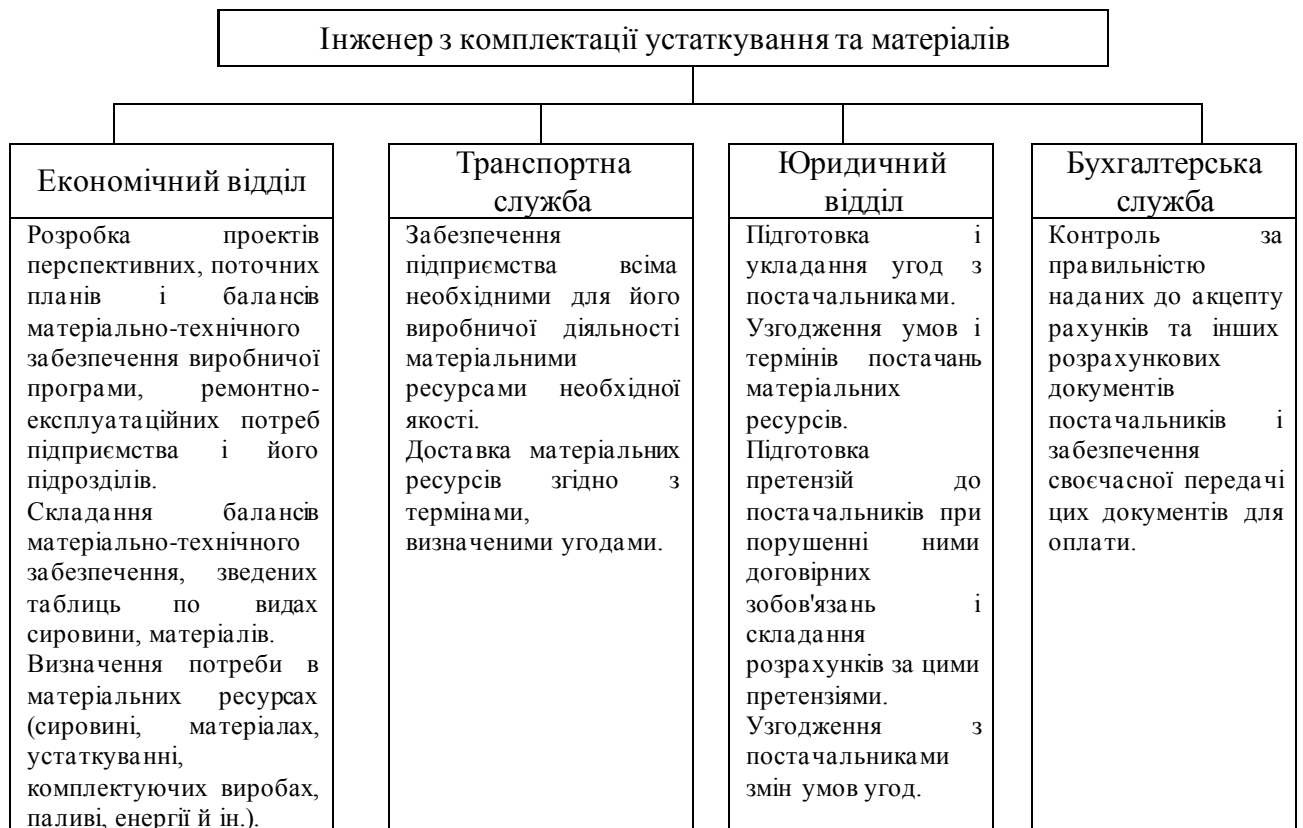 Інженер з комплектації устаткування та матеріалів
Економічний відділ
Розробка проектів
перспективних, поточних
планів і балансів
матеріально-технічного
забезпечення виробничої
програми, ремонтно-
експлуатаційних потреб
підприємства і його
підрозділів.
Складання балансів
матеріально-технічного
забезпечення, зведених
таблиць по видах
сировини, матеріалів.
Визначення потреби в
матеріальних ресурсах
(сировині, матеріалах,
устаткуванні,
комплектуючих виробах,
паливі, енергії й ін.).
Транспортна
служба
Забезпечення
підприємства всіма
необхідними для його
виробничої діяльності
матеріальними
ресурсами необхідної
якості.
Доставка матеріальних
ресурсів згідно з
термінами,
визначеними угодами.
Юридичний
відділ
Підготовка і
укладання угод з
постачальниками.
Узгодження умов і
термінів постачань
матеріальних
ресурсів.
Підготовка
претензій до
постачальників при
порушенні ними
договірних
зобов'язань і
складання
розрахунків за цими
претензіями.
Узгодження з
постачальниками
змін умов угод.
Бухгалтерська
служба
Контроль за
правильністю
наданих до акцепту
рахунків та інших
розрахункових
документів
постачальників і
забезпечення
своєчасної передачі
цих документів для
оплати.